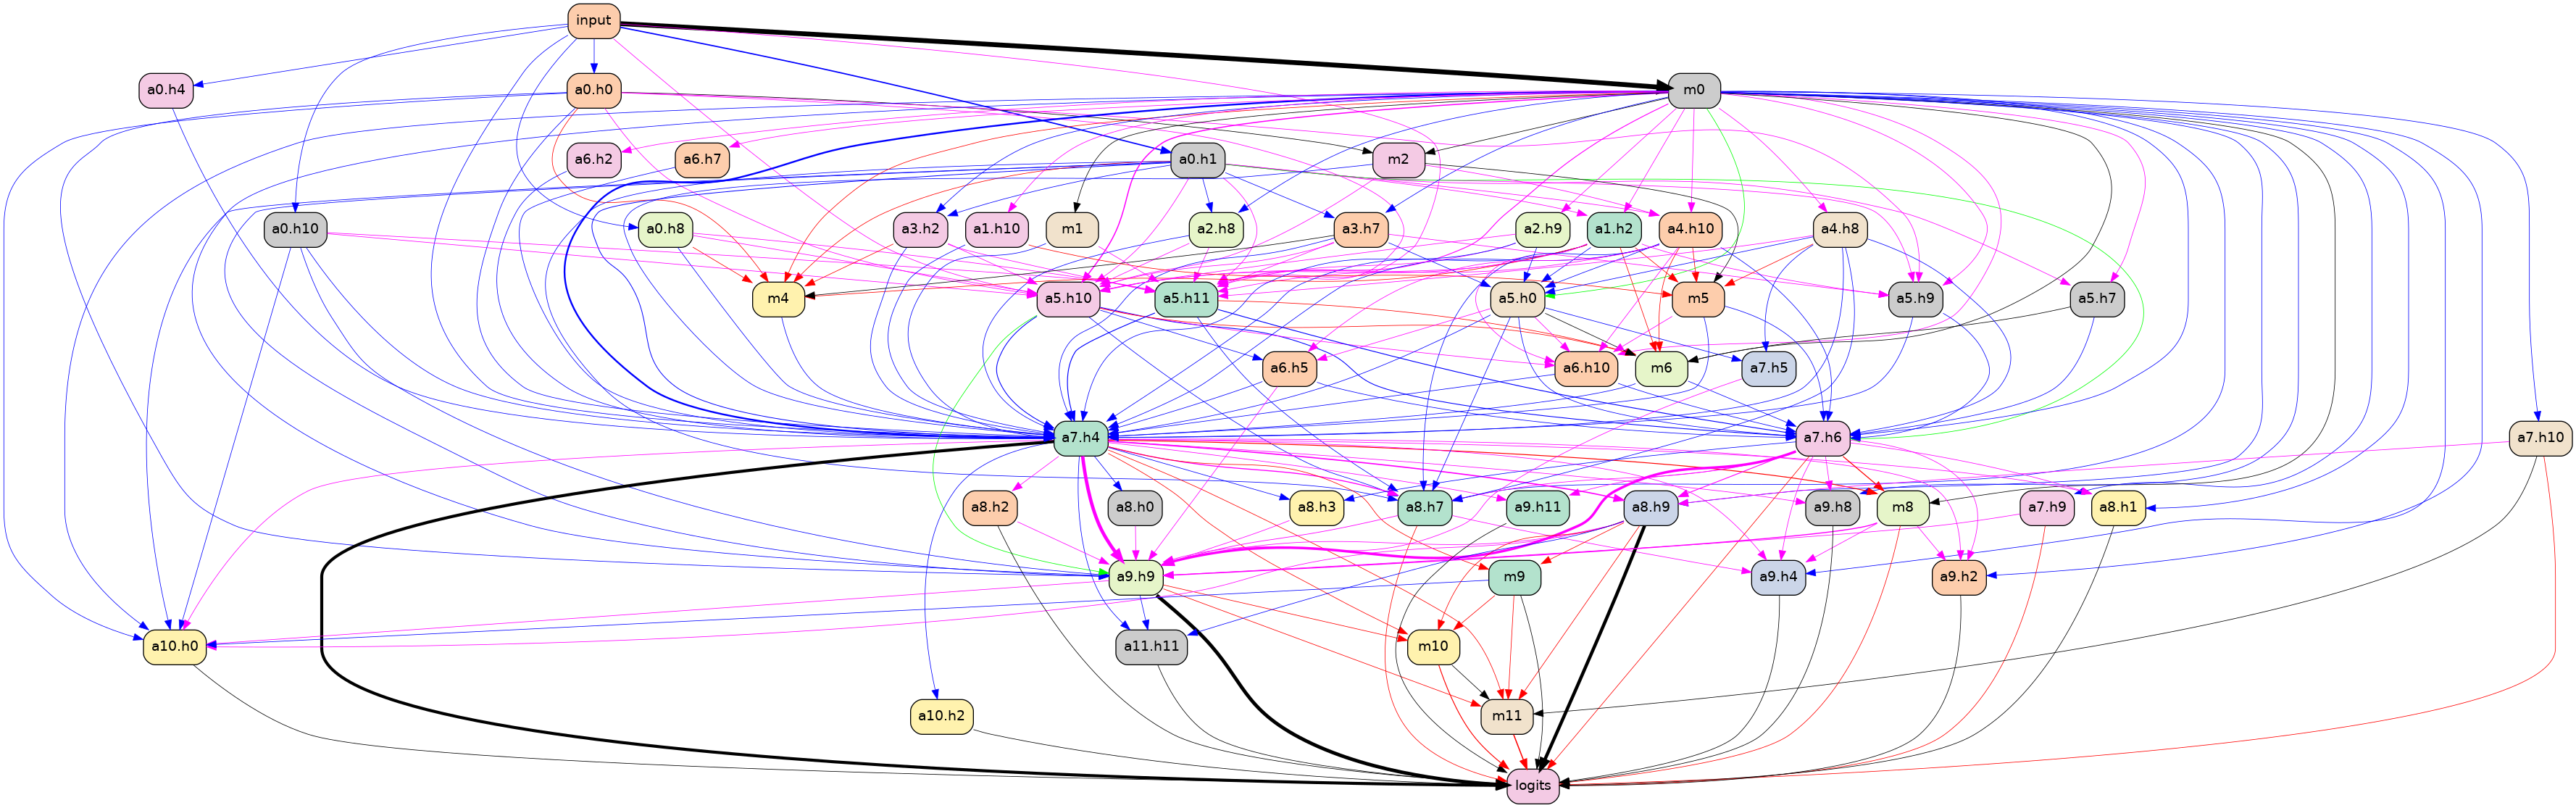 input
a0.h4 a0.h0 m0
a6.h2 a6.h7 a0.h1 m2
a0.h10 a0.h8 a3.h2 a1.h10 m1 a2.h8 a3.h7 a2.h9 a1.h2 a4.h10 a4.h8
m4 a5.h10 a5.h11 a5.h0 m5 a5.h9 a5.h7
a6.h5 a6.h10 m6 a7.h5
a7.h4 a7.h6 a7.h10
a8.h2 a8.h0 a8.h3 a8.h7 a9.h11 a8.h9 a9.h8 m8 a7.h9 a8.h1
a9.h9 m9 a9.h4 a9.h2
a10.h0 a11.h11 m10
a10.h2 m11
logits